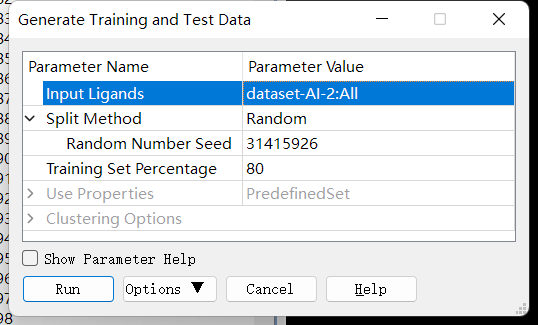 Generate Training and Test Data
Parameter Name Parameter Value
Input Ligands dataset-AI-2:All
Split Method Random
Random Number Seed 31415926
Training Set Percentage 80
Use Properties PredefinedSet
Clustering Options
Show Parameter Help
Run Options ▼ Cancel Help
98